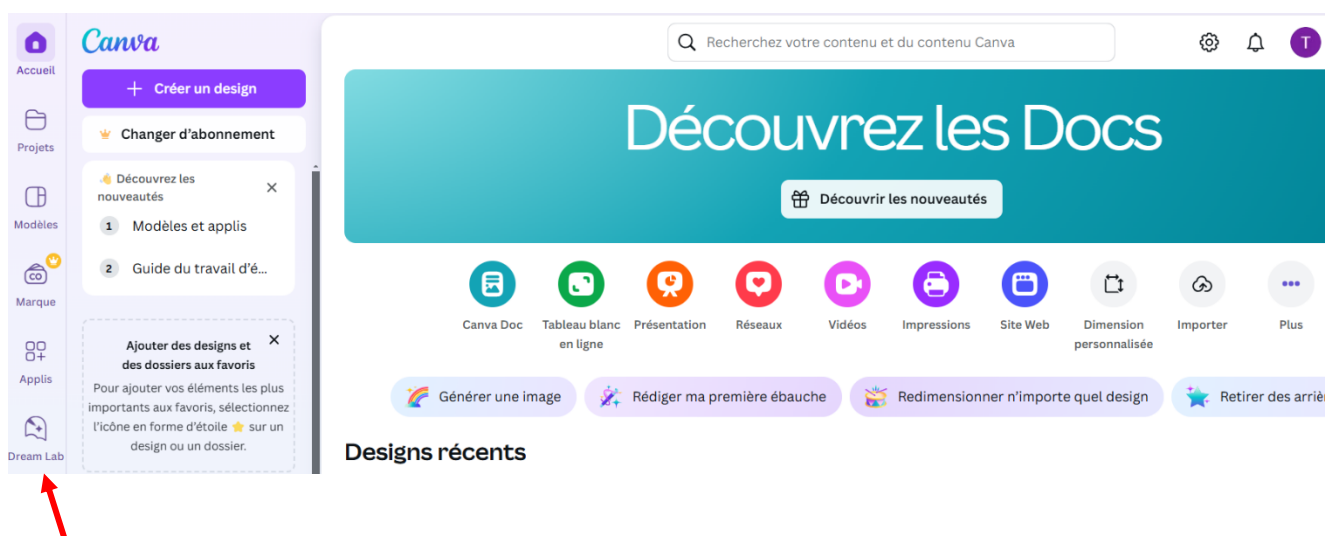 Accueil
Projets
Modèles
CO
Marque
Applis
Dream Lab
Canva
Créer un design
Changer d'abonnement
Découvrez les
nouveautés
1 Modèles et applis
2 Guide du travail d'é...
Ajouter des designs et
des dossiers aux favoris
Pour ajouter vos éléments les plus
importants aux favoris, sélectionnez
l'icône en forme d'étoile ⭐ sur un
design ou un dossier.
Recherchez votre contenu et du contenu Canva
T
Découvrez les Docs
Découvrir les nouveautés
Canva Doc
Tableau blanc
en ligne
Présentation
Réseaux
Vidéos
Impressions
Site Web
Dimension
personnalisée
Importer
Plus
Générer une image
Rédiger ma première ébauche
Redimensionner n'importe quel design
Retirer des arriè
Designs récents